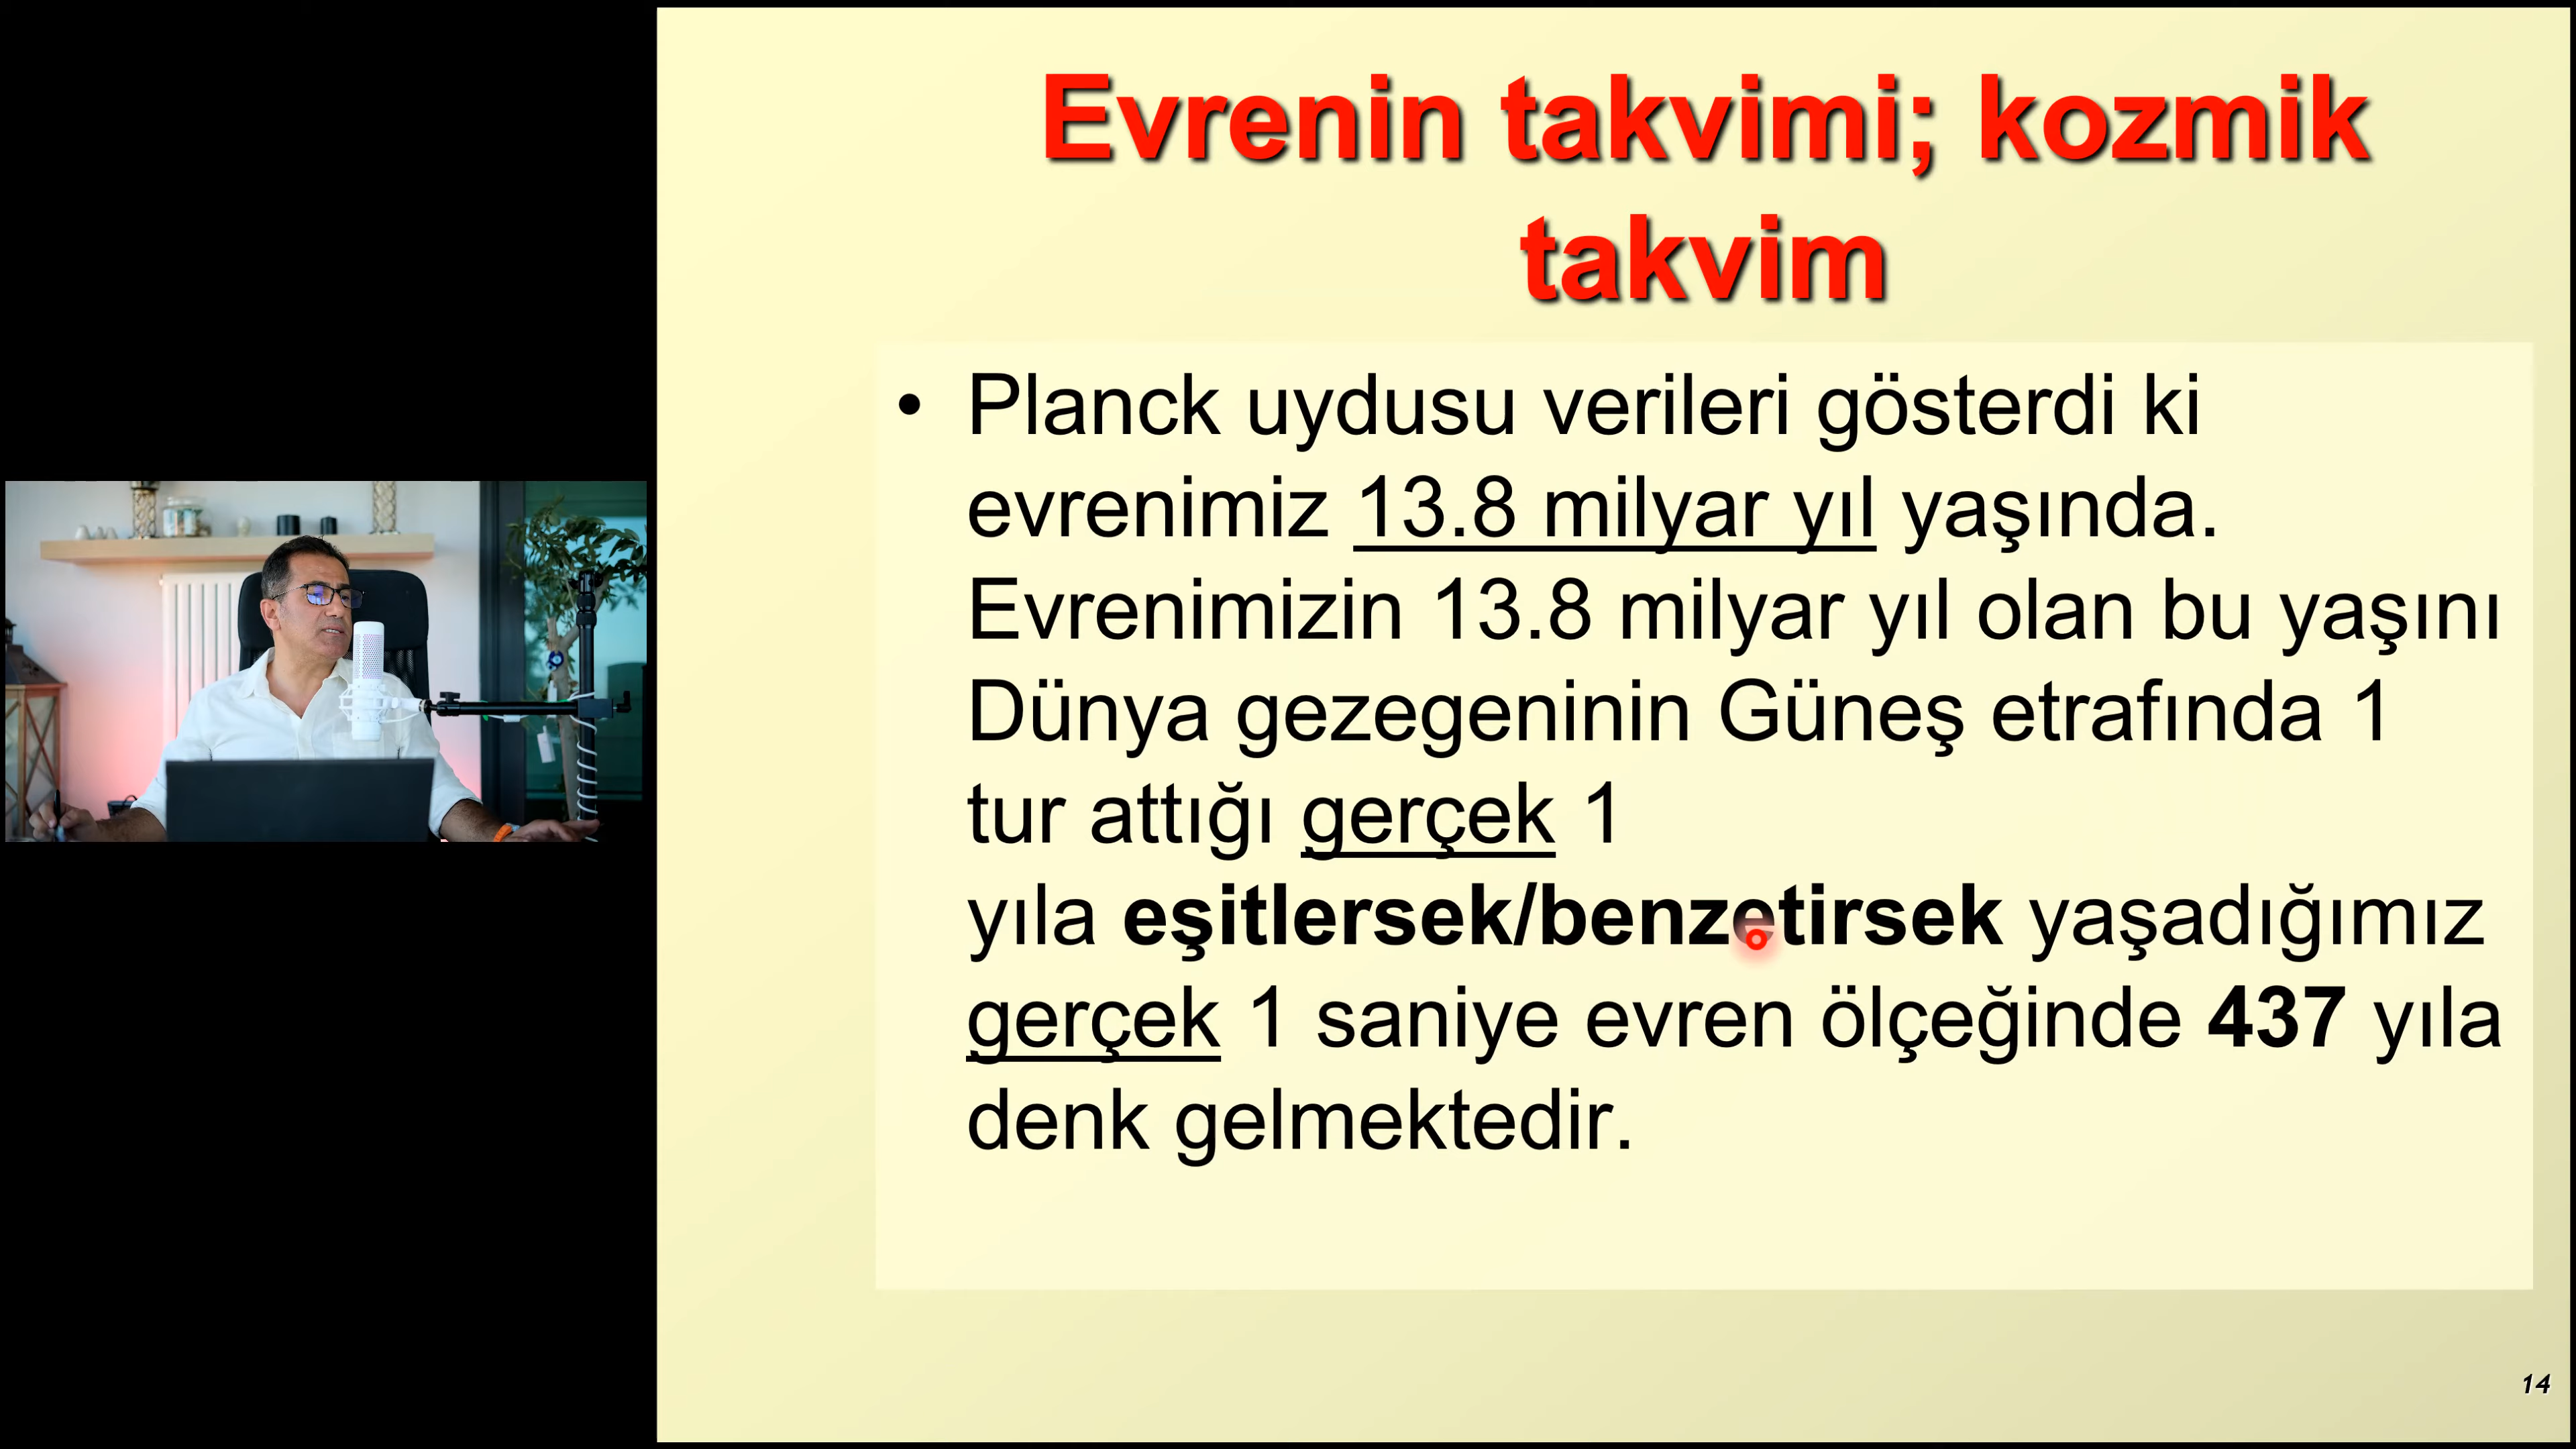 Evrenin takvimi; kozmik
takvim
• Planck uydusu verileri gösterdi ki
evrenimiz 13.8 milyar yıl yaşında.
Evrenimizin 13.8 milyar yıl olan bu yaşını
Dünya gezegeninin Güneş etrafında 1
tur attığı gerçek 1
yıla eşitlersek/benzetirsek yaşadığımız
gerçek 1 saniye evren ölçeğinde 437 yıla
denk gelmektedir.
14